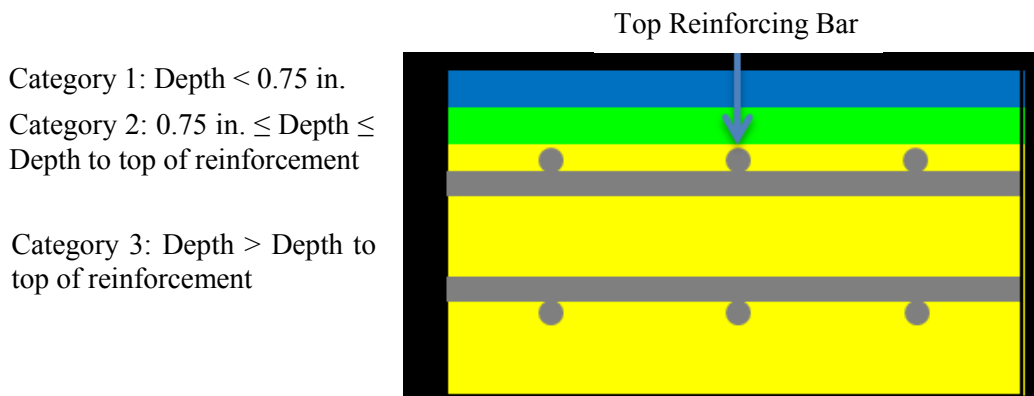 Top Reinforcing Bar
Category 1: Depth < 0.75 in.
Category 2: 0.75 in. ≤ Depth ≤
Depth to top of reinforcement
Category 3: Depth > Depth to
top of reinforcement